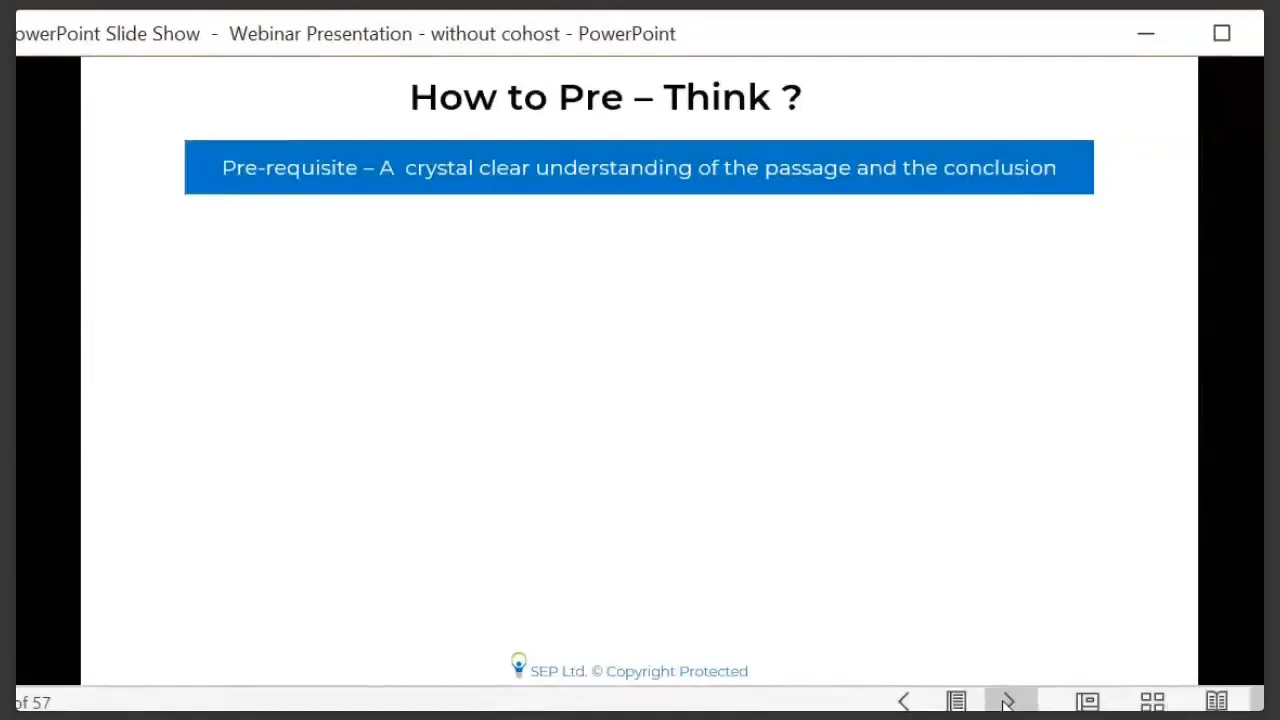 owerPoint Slide Show - Webinar Presentation - without cohost - PowerPoint
How to Pre – Think ?
Pre-requisite – A crystal clear understanding of the passage and the conclusion
SEP Ltd. © Copyright Protected
of 57